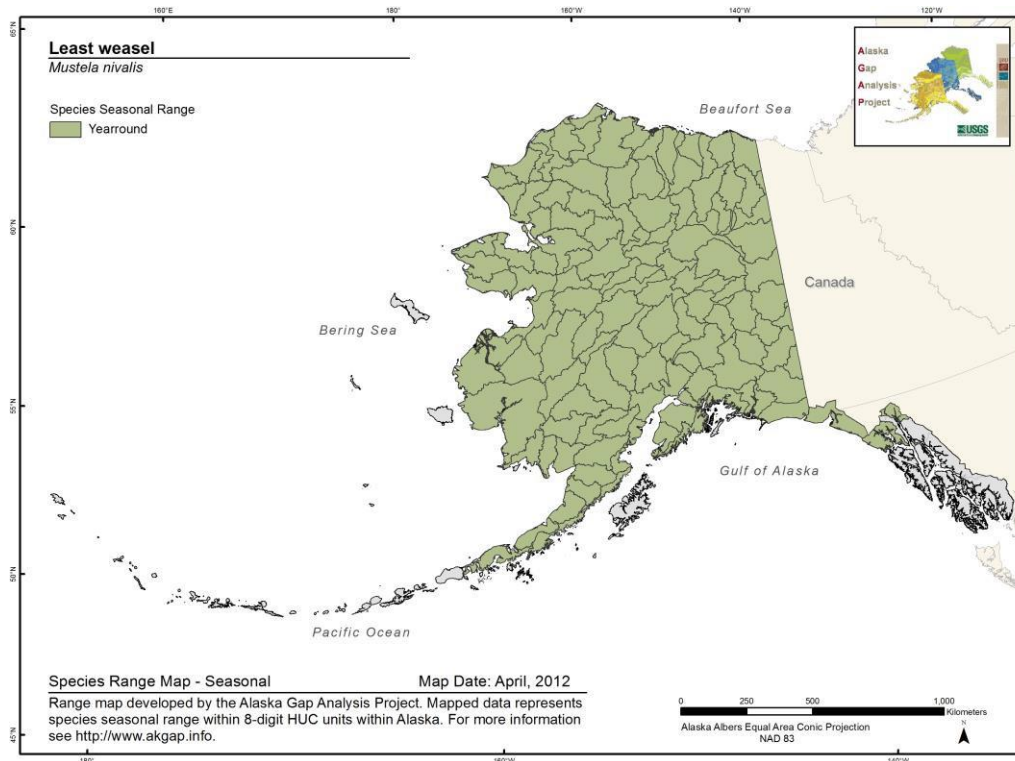 160°E
180°
160°W
140°W
120°W
65°N
Least weasel
Mustela nivalis
Species Seasonal Range
Yearround
Alaska
Gap
Analysis
Project
USGS
Beaufort Sea
60°N
Canada
Bering Sea
55°N
Gulf of Alaska
50°N
Pacific Ocean
Species Range Map - Seasonal Map Date: April, 2012
Range map developed by the Alaska Gap Analysis Project. Mapped data represents
species seasonal range within 8-digit HUC units within Alaska. For more information
see http://www.akgap.info.
0 250 500 1,000
Kilometers
Alaska Albers Equal Area Conic Projection
NAD 83
N
45°N
180°
160°W
140°W